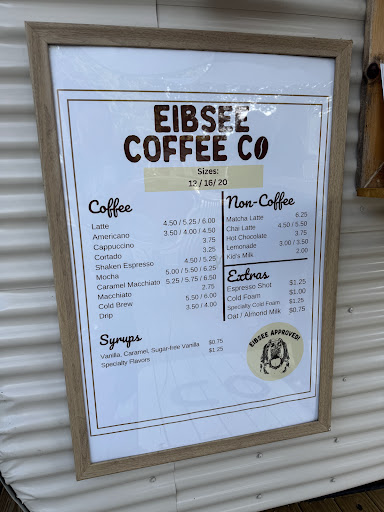 EIBSEE
COFFEE CO
Sizes:
12 / 16/ 20
Coffee
Latte 4.50 / 5.25 / 6.00
Americano 3.50 / 4.00 / 4.50
Cappuccino 3.75
Cortado 3.25
Shaken Espresso 4.50 / 5.25
Mocha 5.00 / 5.50 / 6.25
Caramel Macchiato 5.25 / 5.75 / 6.50
Macchiato 2.75
Cold Brew 5.50 / 6.00
Drip 3.50 / 4.00
Syrups
Vanilla, Caramel, Sugar-free Vanilla $0.75
Specialty Flavors $1.25
Non-Coffee
Matcha Latte 6.25
Chai Latte 4.50 / 5.50
Hot Chocolate 3.75
Lemonade 3.00 / 3.50
Kid's Milk 2.00
Extras
Espresso Shot $1.25
Cold Foam $1.00
Specialty Cold Foam $1.25
Oat / Almond Milk $0.75
EIBSEE APPROVED!